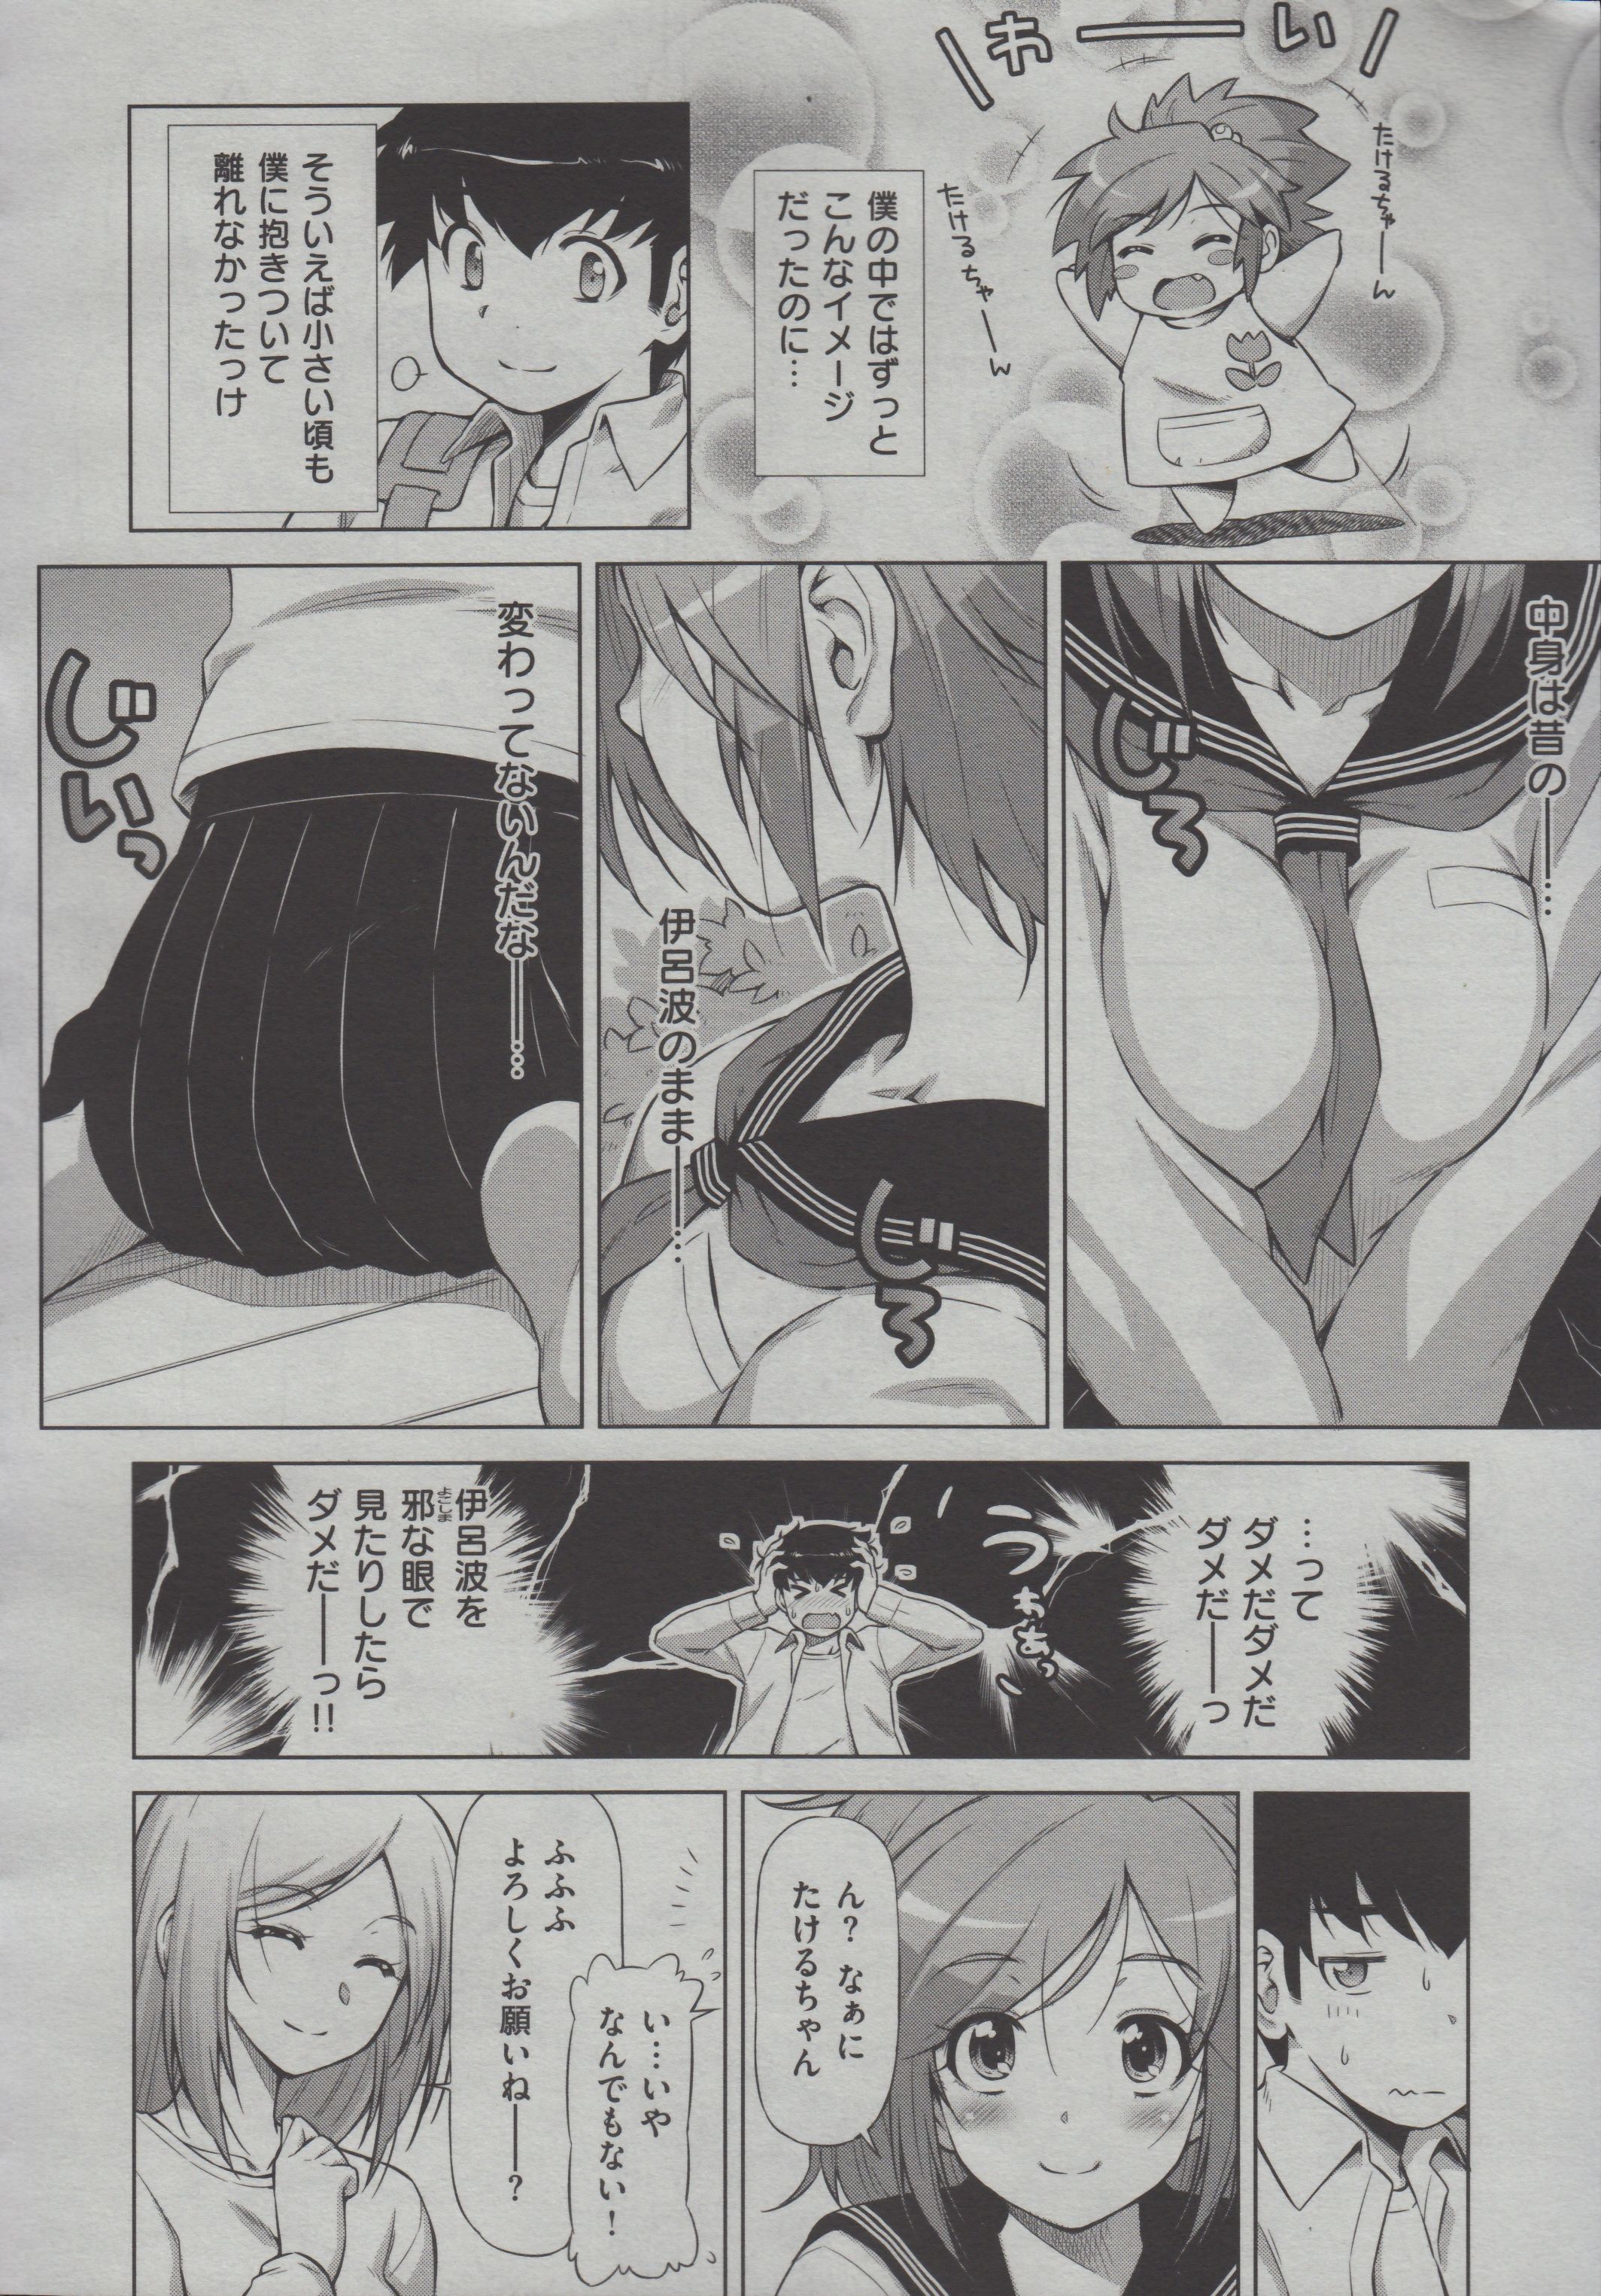 わーい
たけるちゃーん
たけるちゃーん
僕の中ではずっと
こんなイメージ
だったのに…
そういえば小さい頃も
僕に抱きついて
離れなかったっけ
中身は昔の――……
じろ
伊呂波のまま――……
じろ
変わってないんだな――……
じいっ
…って
ダメだダメだ
ダメだ――っ
うわあっ
伊呂波を
邪な眼で
よこしま
見たりしたら
ダメだ――っ!!
ん？なぁに
たけるちゃん
い…いや
なんでもない！
ふふふ
よろしくお願いね――？